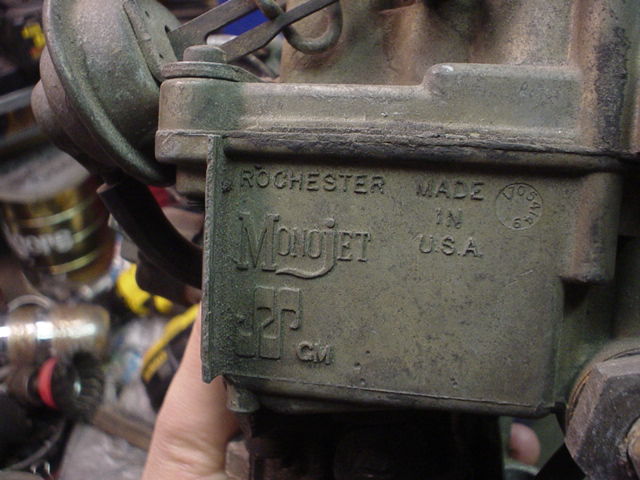 ROCHESTER MADE
IN
U.S.A.
MONOJET
GM